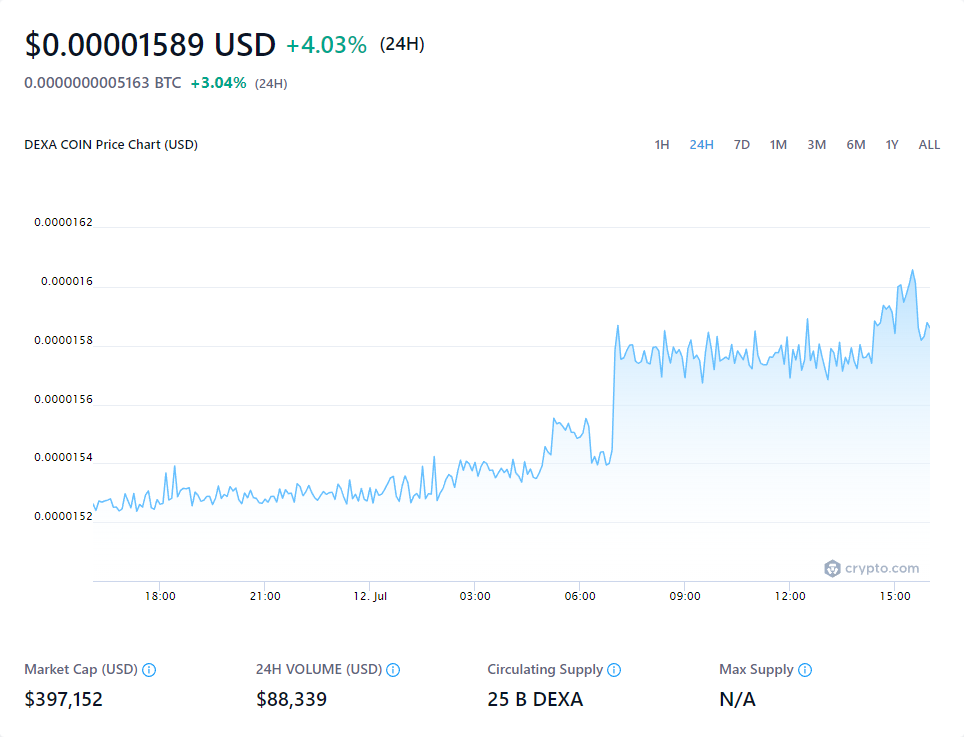 $0.00001589 USD +4.03% (24H)
0.0000000005163 BTC +3.04% (24H)
DEXA COIN Price Chart (USD) 1H 24H 7D 1M 3M 6M 1Y ALL
0.0000162
0.000016
0.0000158
0.0000156
0.0000154
0.0000152
crypto.com
18:00 21:00 12. Jul 03:00 06:00 09:00 12:00 15:00
Market Cap (USD) 24H VOLUME (USD) Circulating Supply Max Supply
$397,152 $88,339 25 B DEXA N/A